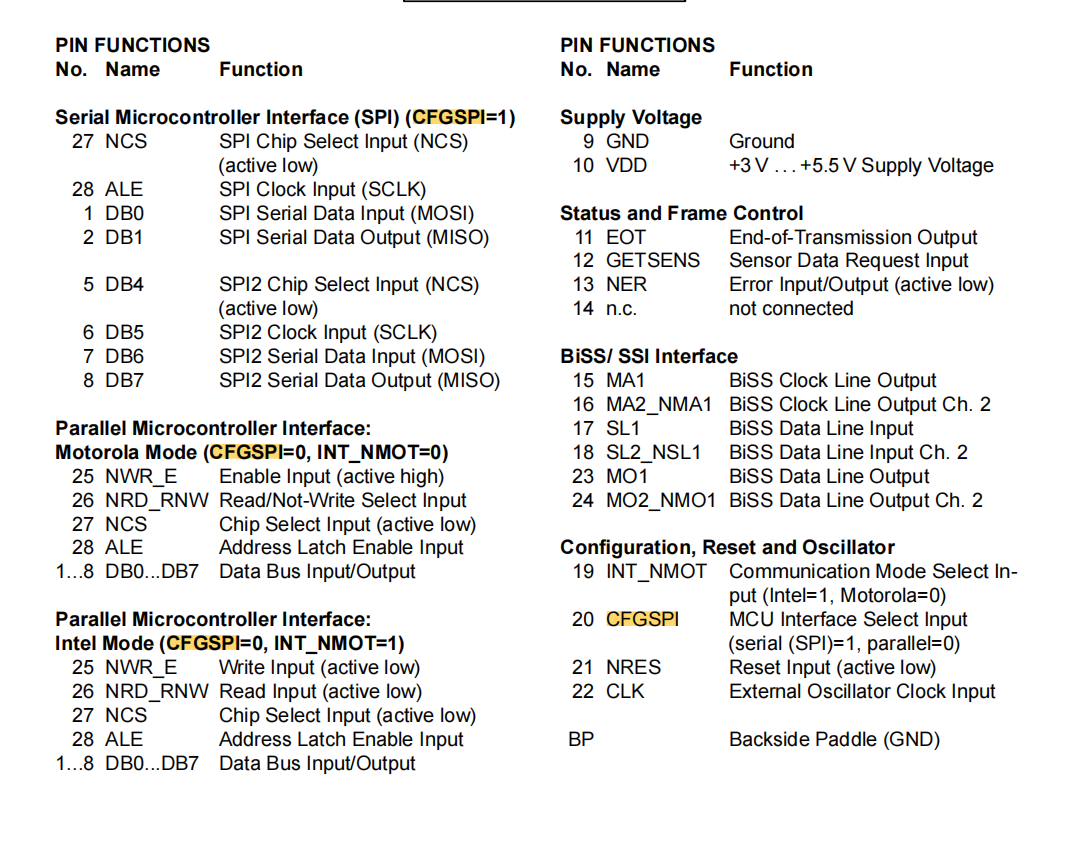 PIN FUNCTIONS
No. Name Function
Serial Microcontroller Interface (SPI) (CFGSPI=1)
27 NCS SPI Chip Select Input (NCS)
(active low)
28 ALE SPI Clock Input (SCLK)
1 DB0 SPI Serial Data Input (MOSI)
2 DB1 SPI Serial Data Output (MISO)
5 DB4 SPI2 Chip Select Input (NCS)
(active low)
6 DB5 SPI2 Clock Input (SCLK)
7 DB6 SPI2 Serial Data Input (MOSI)
8 DB7 SPI2 Serial Data Output (MISO)
Parallel Microcontroller Interface:
Motorola Mode (CFGSPI=0, INT_NMOT=0)
25 NWR_E Enable Input (active high)
26 NRD_RNW Read/Not-Write Select Input
27 NCS Chip Select Input (active low)
28 ALE Address Latch Enable Input
1...8 DB0...DB7 Data Bus Input/Output
Parallel Microcontroller Interface:
Intel Mode (CFGSPI=0, INT_NMOT=1)
25 NWR_E Write Input (active low)
26 NRD_RNW Read Input (active low)
27 NCS Chip Select Input (active low)
28 ALE Address Latch Enable Input
1...8 DB0...DB7 Data Bus Input/Output
PIN FUNCTIONS
No. Name Function
Supply Voltage
9 GND Ground
10 VDD +3 V . . . +5.5 V Supply Voltage
Status and Frame Control
11 EOT End-of-Transmission Output
12 GETSENS Sensor Data Request Input
13 NER Error Input/Output (active low)
14 n.c. not connected
BiSS/ SSI Interface
15 MA1 BiSS Clock Line Output
16 MA2_NMA1 BiSS Clock Line Output Ch. 2
17 SL1 BiSS Data Line Input
18 SL2_NSL1 BiSS Data Line Input Ch. 2
23 MO1 BiSS Data Line Output
24 MO2_NMO1 BiSS Data Line Output Ch. 2
Configuration, Reset and Oscillator
19 INT_NMOT Communication Mode Select In-
put (Intel=1, Motorola=0)
20 CFGSPI MCU Interface Select Input
(serial (SPI)=1, parallel=0)
21 NRES Reset Input (active low)
22 CLK External Oscillator Clock Input
BP Backside Paddle (GND)